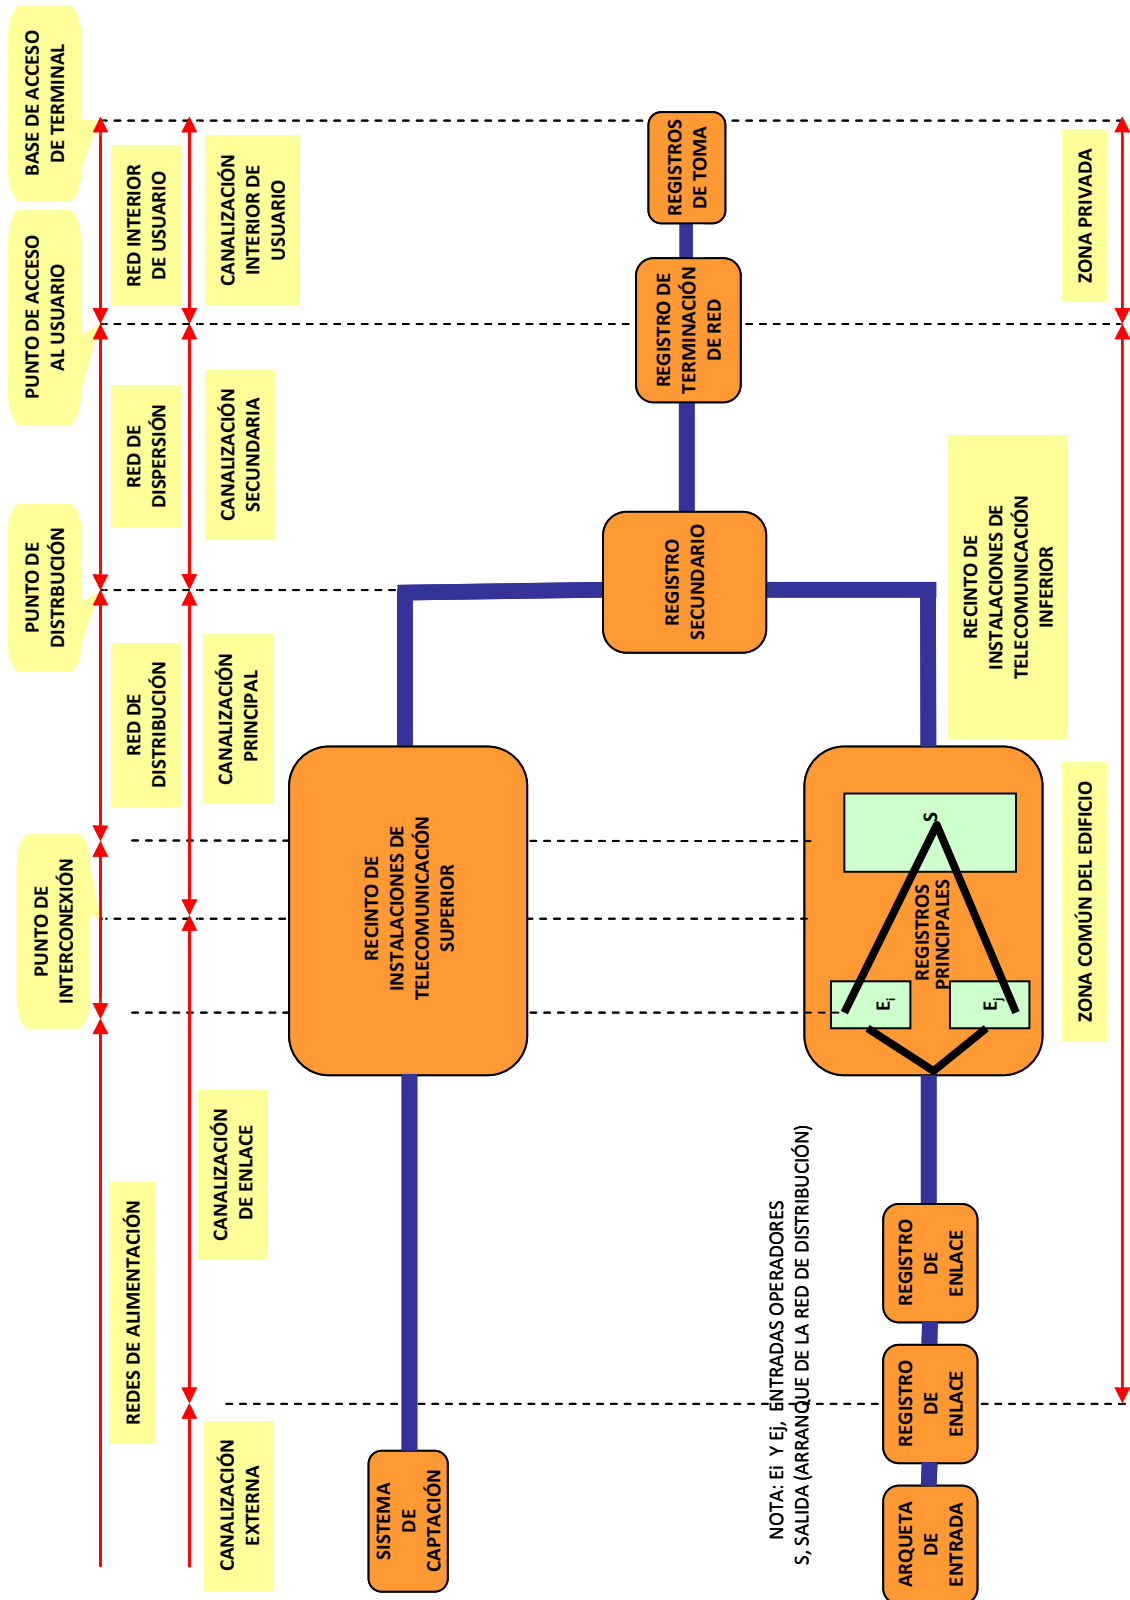 PUNTO DE
INTERCONEXIÓN
PUNTO DE
DISTRBUCIÓN
PUNTO DE ACCESO
AL USUARIO
BASE DE ACCESO
DE TERMINAL
REDES DE ALIMENTACIÓN
RED DE
DISTRIBUCIÓN
RED DE
DISPERSIÓN
RED INTERIOR
DE USUARIO
CANALIZACIÓN
EXTERNA
CANALIZACIÓN
DE ENLACE
CANALIZACIÓN
PRINCIPAL
CANALIZACIÓN
SECUNDARIA
CANALIZACIÓN
INTERIOR DE
USUARIO
SISTEMA
DE
CAPTACIÓN
RECINTO DE
INSTALACIONES DE
TELECOMUNICACIÓN
SUPERIOR
REGISTRO
SECUNDARIO
REGISTRO DE
TERMINACIÓN
DE RED
REGISTROS
DE TOMA
NOTA: Ei Y Ej, ENTRADAS OPERADORES
S, SALIDA (ARRANQUE DE LA RED DE DISTRIBUCIÓN)
ARQUETA
DE
ENTRADA
REGISTRO
DE
ENLACE
REGISTRO
DE
ENLACE
Ei
Ej
REGISTROS
PRINCIPALES
S
RECINTO DE
INSTALACIONES DE
TELECOMUNICACIÓN
INFERIOR
ZONA COMÚN DEL EDIFICIO
ZONA PRIVADA